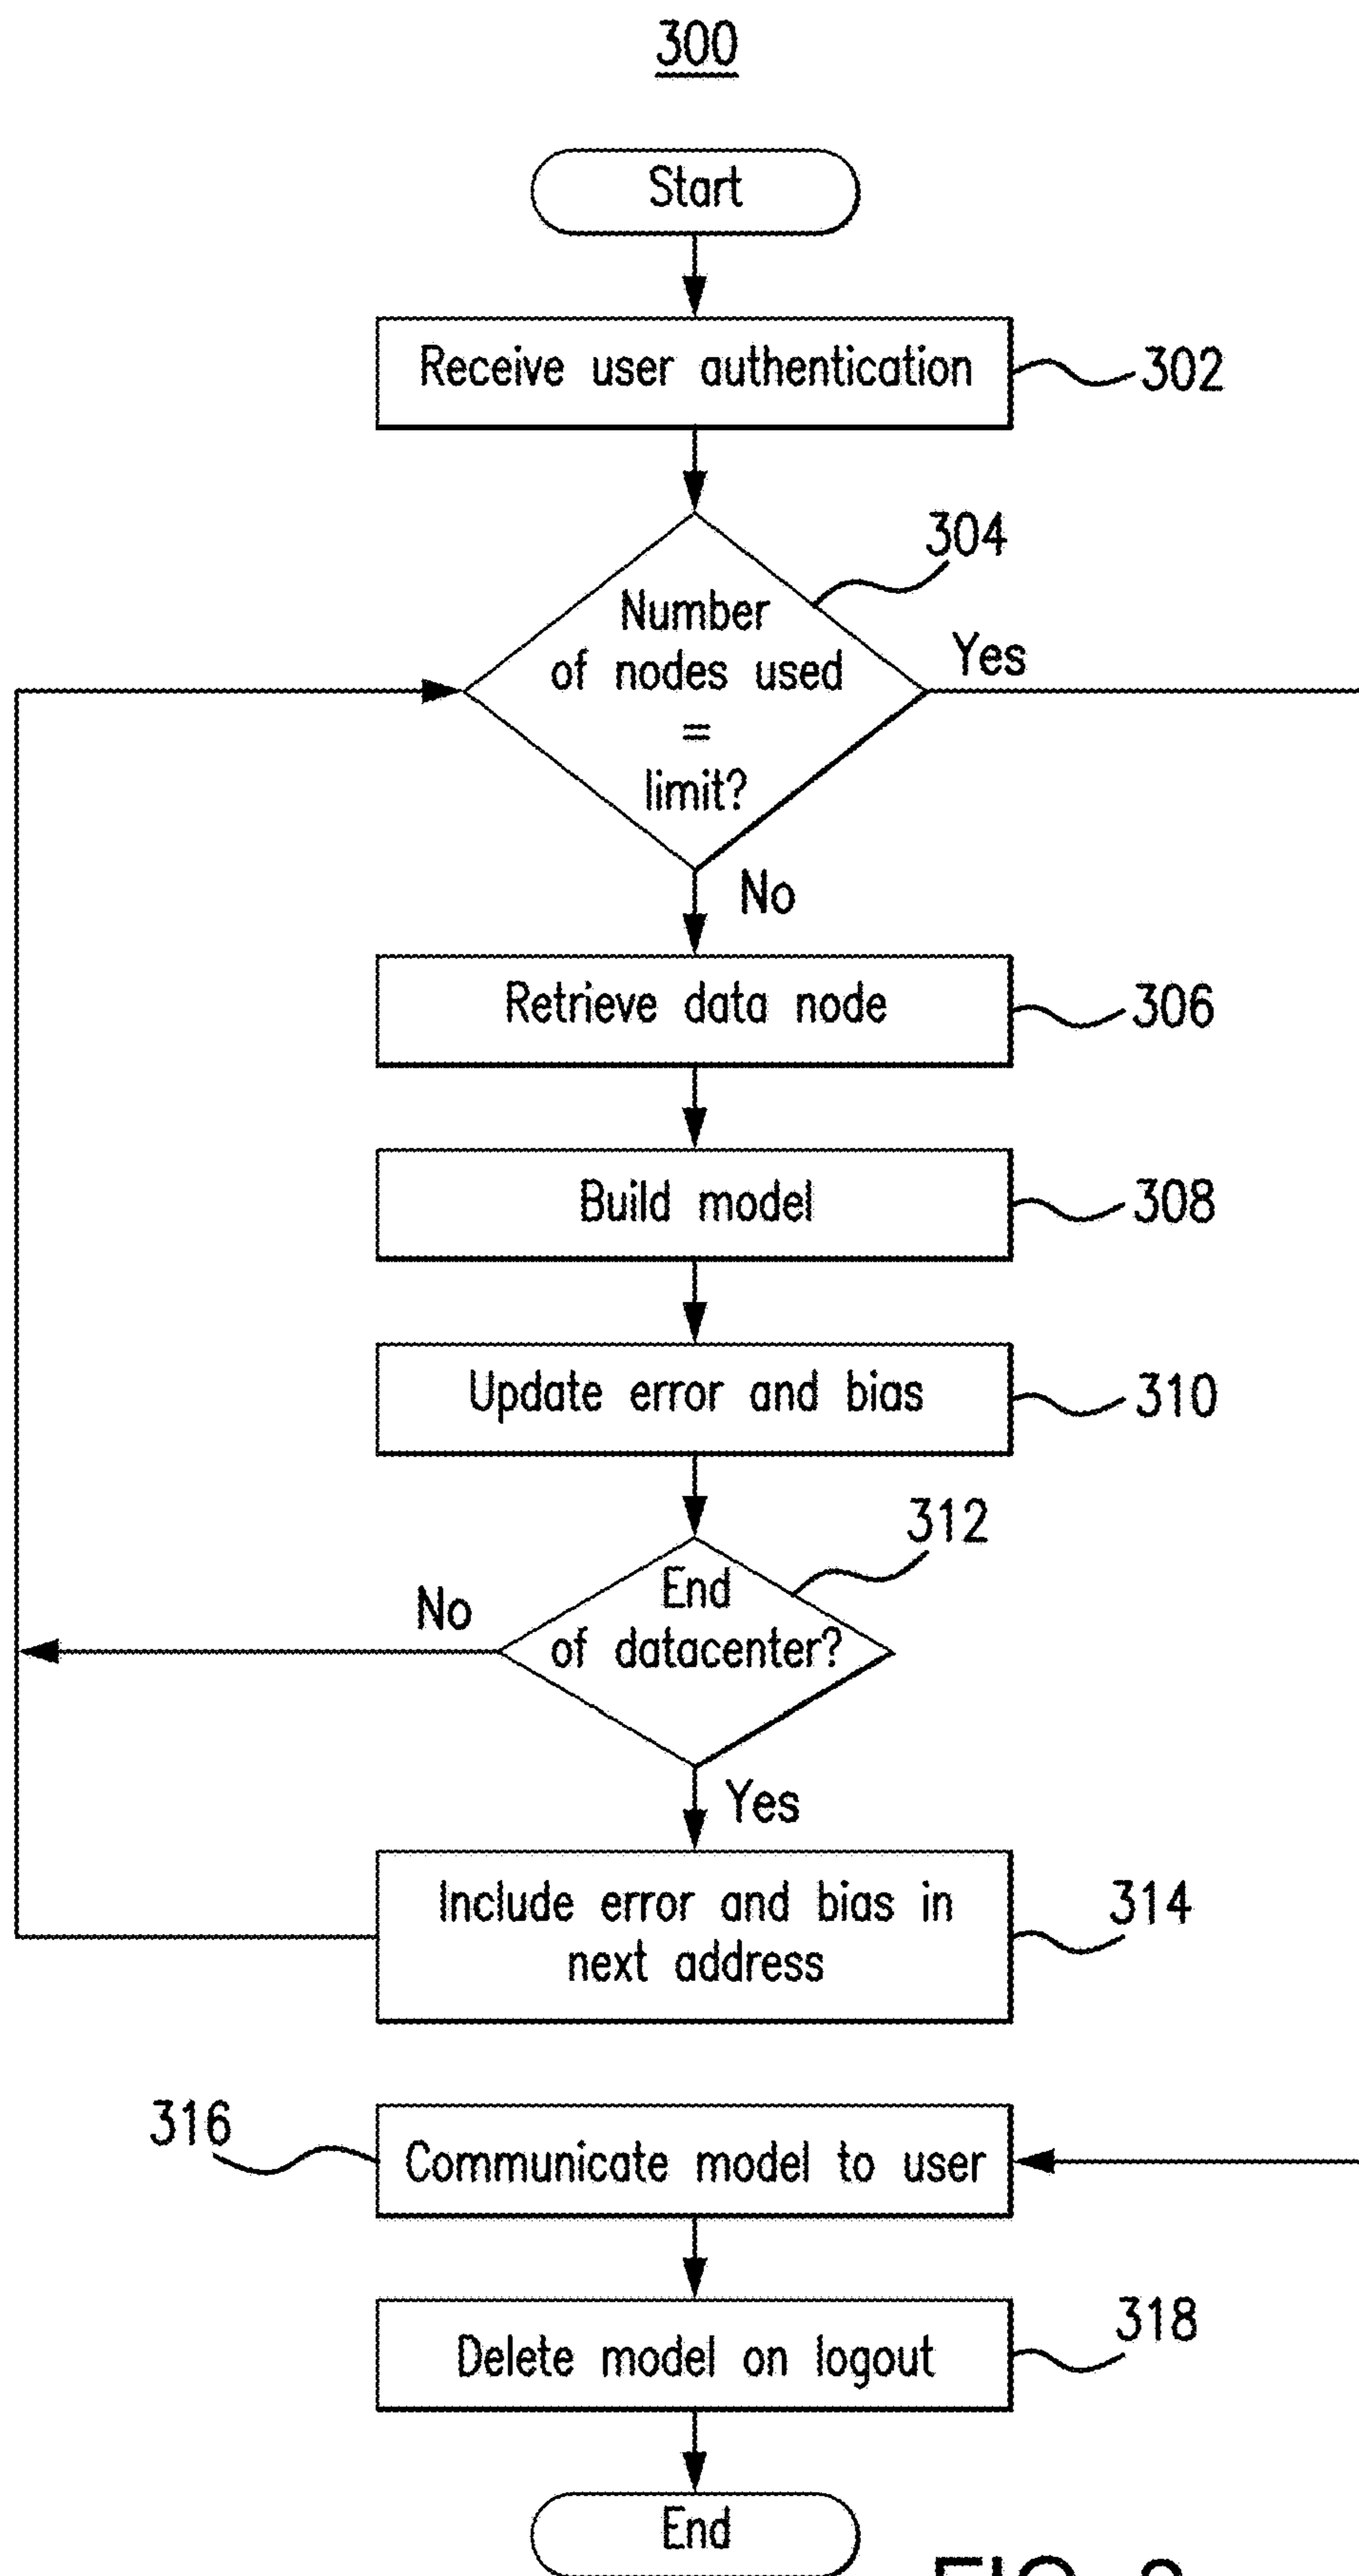 300
Start
Receive user authentication
302
304
Number
of nodes used
=
limit?
Yes
No
Retrieve data node
306
Build model
308
Update error and bias
310
312
End
of datacenter?
No
Yes
Include error and bias in
next address
314
316
Communicate model to user
318
Delete model on logout
End